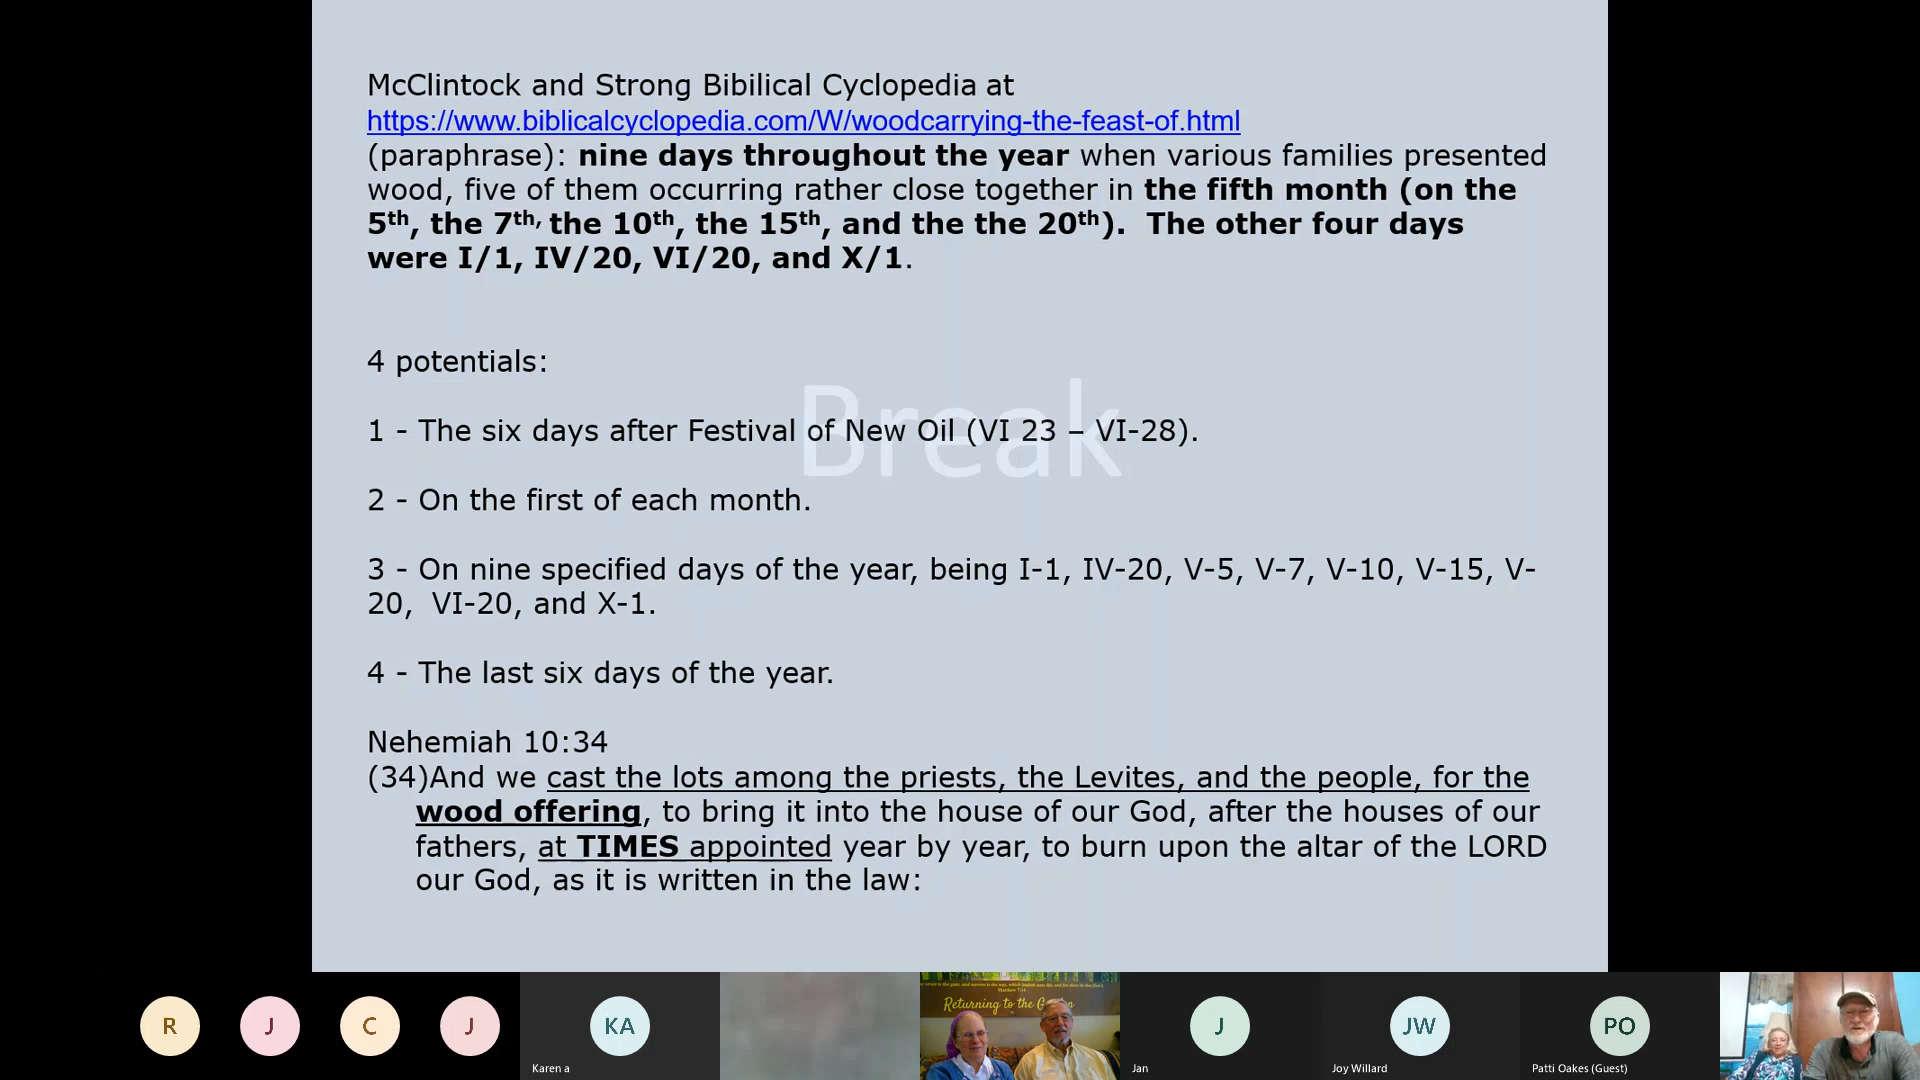 McClintock and Strong Bibilical Cyclopedia at
https://www.biblicalcyclopedia.com/W/woodcarrying-the-feast-of.html
(paraphrase): nine days throughout the year when various families presented
wood, five of them occurring rather close together in the fifth month (on the
5th, the 7th, the 10th, the 15th, and the the 20th). The other four days
were I/1, IV/20, VI/20, and X/1.
4 potentials:
Break
1 - The six days after Festival of New Oil (VI 23 – VI-28).
2 - On the first of each month.
3 - On nine specified days of the year, being I-1, IV-20, V-5, V-7, V-10, V-15, V-
20, VI-20, and X-1.
4 - The last six days of the year.
Nehemiah 10:34
(34)And we cast the lots among the priests, the Levites, and the people, for the
wood offering, to bring it into the house of our God, after the houses of our
fathers, at TIMES appointed year by year, to burn upon the altar of the LORD
our God, as it is written in the law:
R
J
C
J
KA
Karen a
Matthew 7:14
Returning to the
J
Jan
JW
Joy Willard
PO
Patti Oakes (Guest)